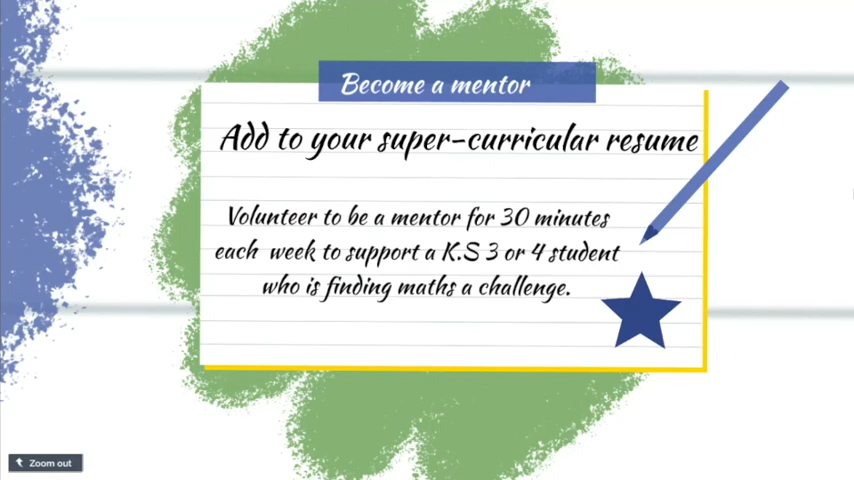 Become a mentor
Add to your super-curricular resume
Volunteer to be a mentor for 30 minutes
each week to support a K.S 3 or 4 student
who is finding maths a challenge.
Zoom out